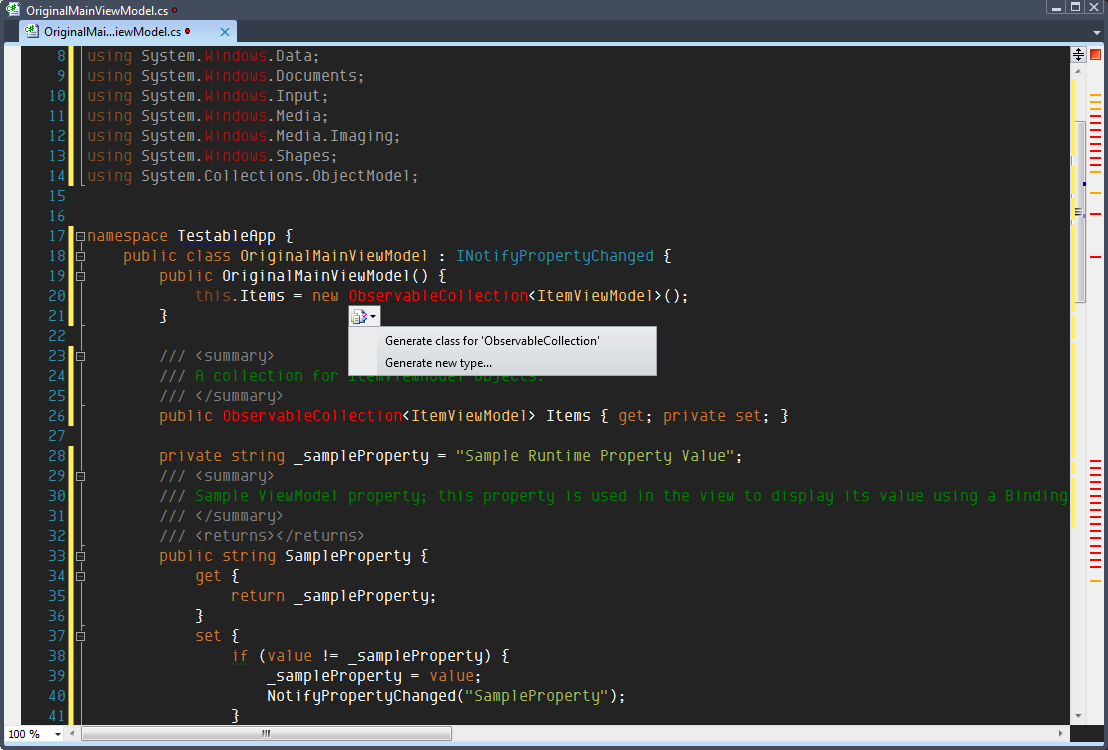 OriginalMainViewModel.cs
OriginalMai...iewModel.cs
8 using System.Windows.Data;
9 using System.Windows.Documents;
10 using System.Windows.Input;
11 using System.Windows.Media;
12 using System.Windows.Media.Imaging;
13 using System.Windows.Shapes;
14 using System.Collections.ObjectModel;
15
16
17 namespace TestableApp {
18 public class OriginalMainViewModel : INotifyPropertyChanged {
19 public OriginalMainViewModel() {
20 this.Items = new ObservableCollection<ItemViewModel>();
21 }
Generate class for 'ObservableCollection'
Generate new type...
22
23 /// <summary>
24 /// A collection for ItemViewModel objects.
25 /// </summary>
26 public ObservableCollection<ItemViewModel> Items { get; private set; }
27
28 private string _sampleProperty = "Sample Runtime Property Value";
29 /// <summary>
30 /// Sample ViewModel property; this property is used in the view to display its value using a Binding
31 /// </summary>
32 /// <returns></returns>
33 public string SampleProperty {
34 get {
35 return _sampleProperty;
36 }
37 set {
38 if (value != _sampleProperty) {
39 _sampleProperty = value;
40 NotifyPropertyChanged("SampleProperty");
41 }
100 %